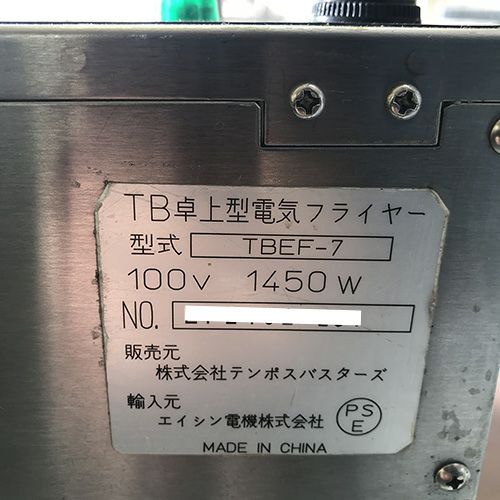 TB卓上型電気フライヤー
型式 TBEF-7
100V 1450W
NO.
販売元
株式会社テンポスバスターズ
輸入元
エイシン電機株式会社 PSE
MADE IN CHINA